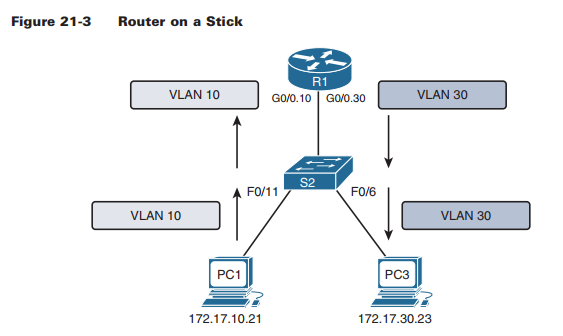 Figure 21-3 Router on a Stick
R1
VLAN 10
G0/0.10 G0/0.30
VLAN 30
S2
F0/11
F0/6
VLAN 10
VLAN 30
PC1
PC3
172.17.10.21
172.17.30.23